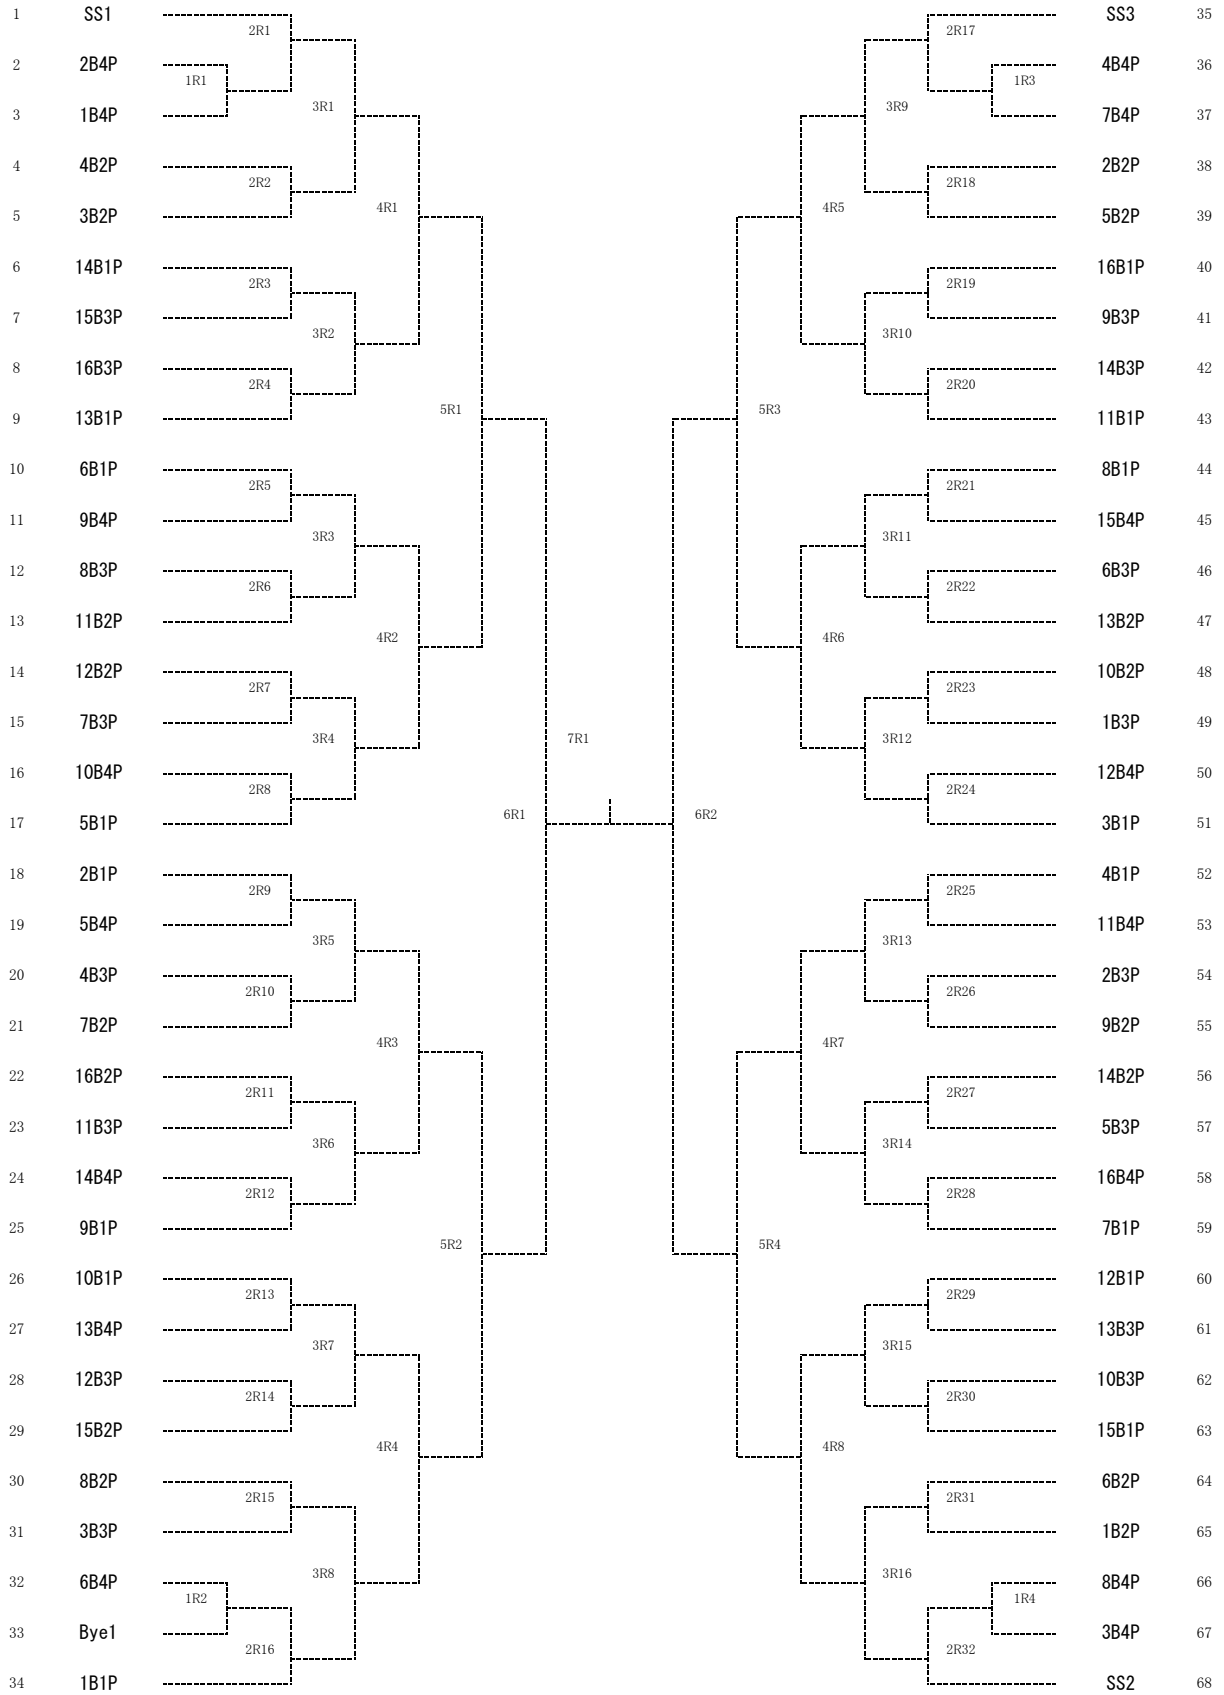 1 SS1 SS3 35
2R1 2R17
2 2B4P 4B4P 36
1R1 1R3
3R1 3R9
3 1B4P 7B4P 37
4 4B2P 2B2P 38
2R2 2R18
4R1 4R5
5 3B2P 5B2P 39
6 14B1P 16B1P 40
2R3 2R19
7 15B3P 9B3P 41
3R2 3R10
8 16B3P 14B3P 42
2R4 2R20
5R1 5R3
9 13B1P 11B1P 43
10 6B1P 8B1P 44
2R5 2R21
11 9B4P 15B4P 45
3R3 3R11
12 8B3P 6B3P 46
2R6 2R22
13 11B2P 13B2P 47
4R2 4R6
14 12B2P 10B2P 48
2R7 2R23
15 7B3P 1B3P 49
3R4 7R1 3R12
16 10B4P 12B4P 50
2R8 2R24
6R1 6R2
17 5B1P 3B1P 51
18 2B1P 4B1P 52
2R9 2R25
19 5B4P 11B4P 53
3R5 3R13
20 4B3P 2B3P 54
2R10 2R26
21 7B2P 9B2P 55
4R3 4R7
22 16B2P 14B2P 56
2R11 2R27
23 11B3P 5B3P 57
3R6 3R14
24 14B4P 16B4P 58
2R12 2R28
25 9B1P 7B1P 59
5R2 5R4
26 10B1P 12B1P 60
2R13 2R29
27 13B4P 13B3P 61
3R7 3R15
28 12B3P 10B3P 62
2R14 2R30
29 15B2P 15B1P 63
4R4 4R8
30 8B2P 6B2P 64
2R15 2R31
31 3B3P 1B2P 65
3R8 3R16
32 6B4P 8B4P 66
1R2 1R4
33 Bye1 3B4P 67
2R16 2R32
34 1B1P SS2 68